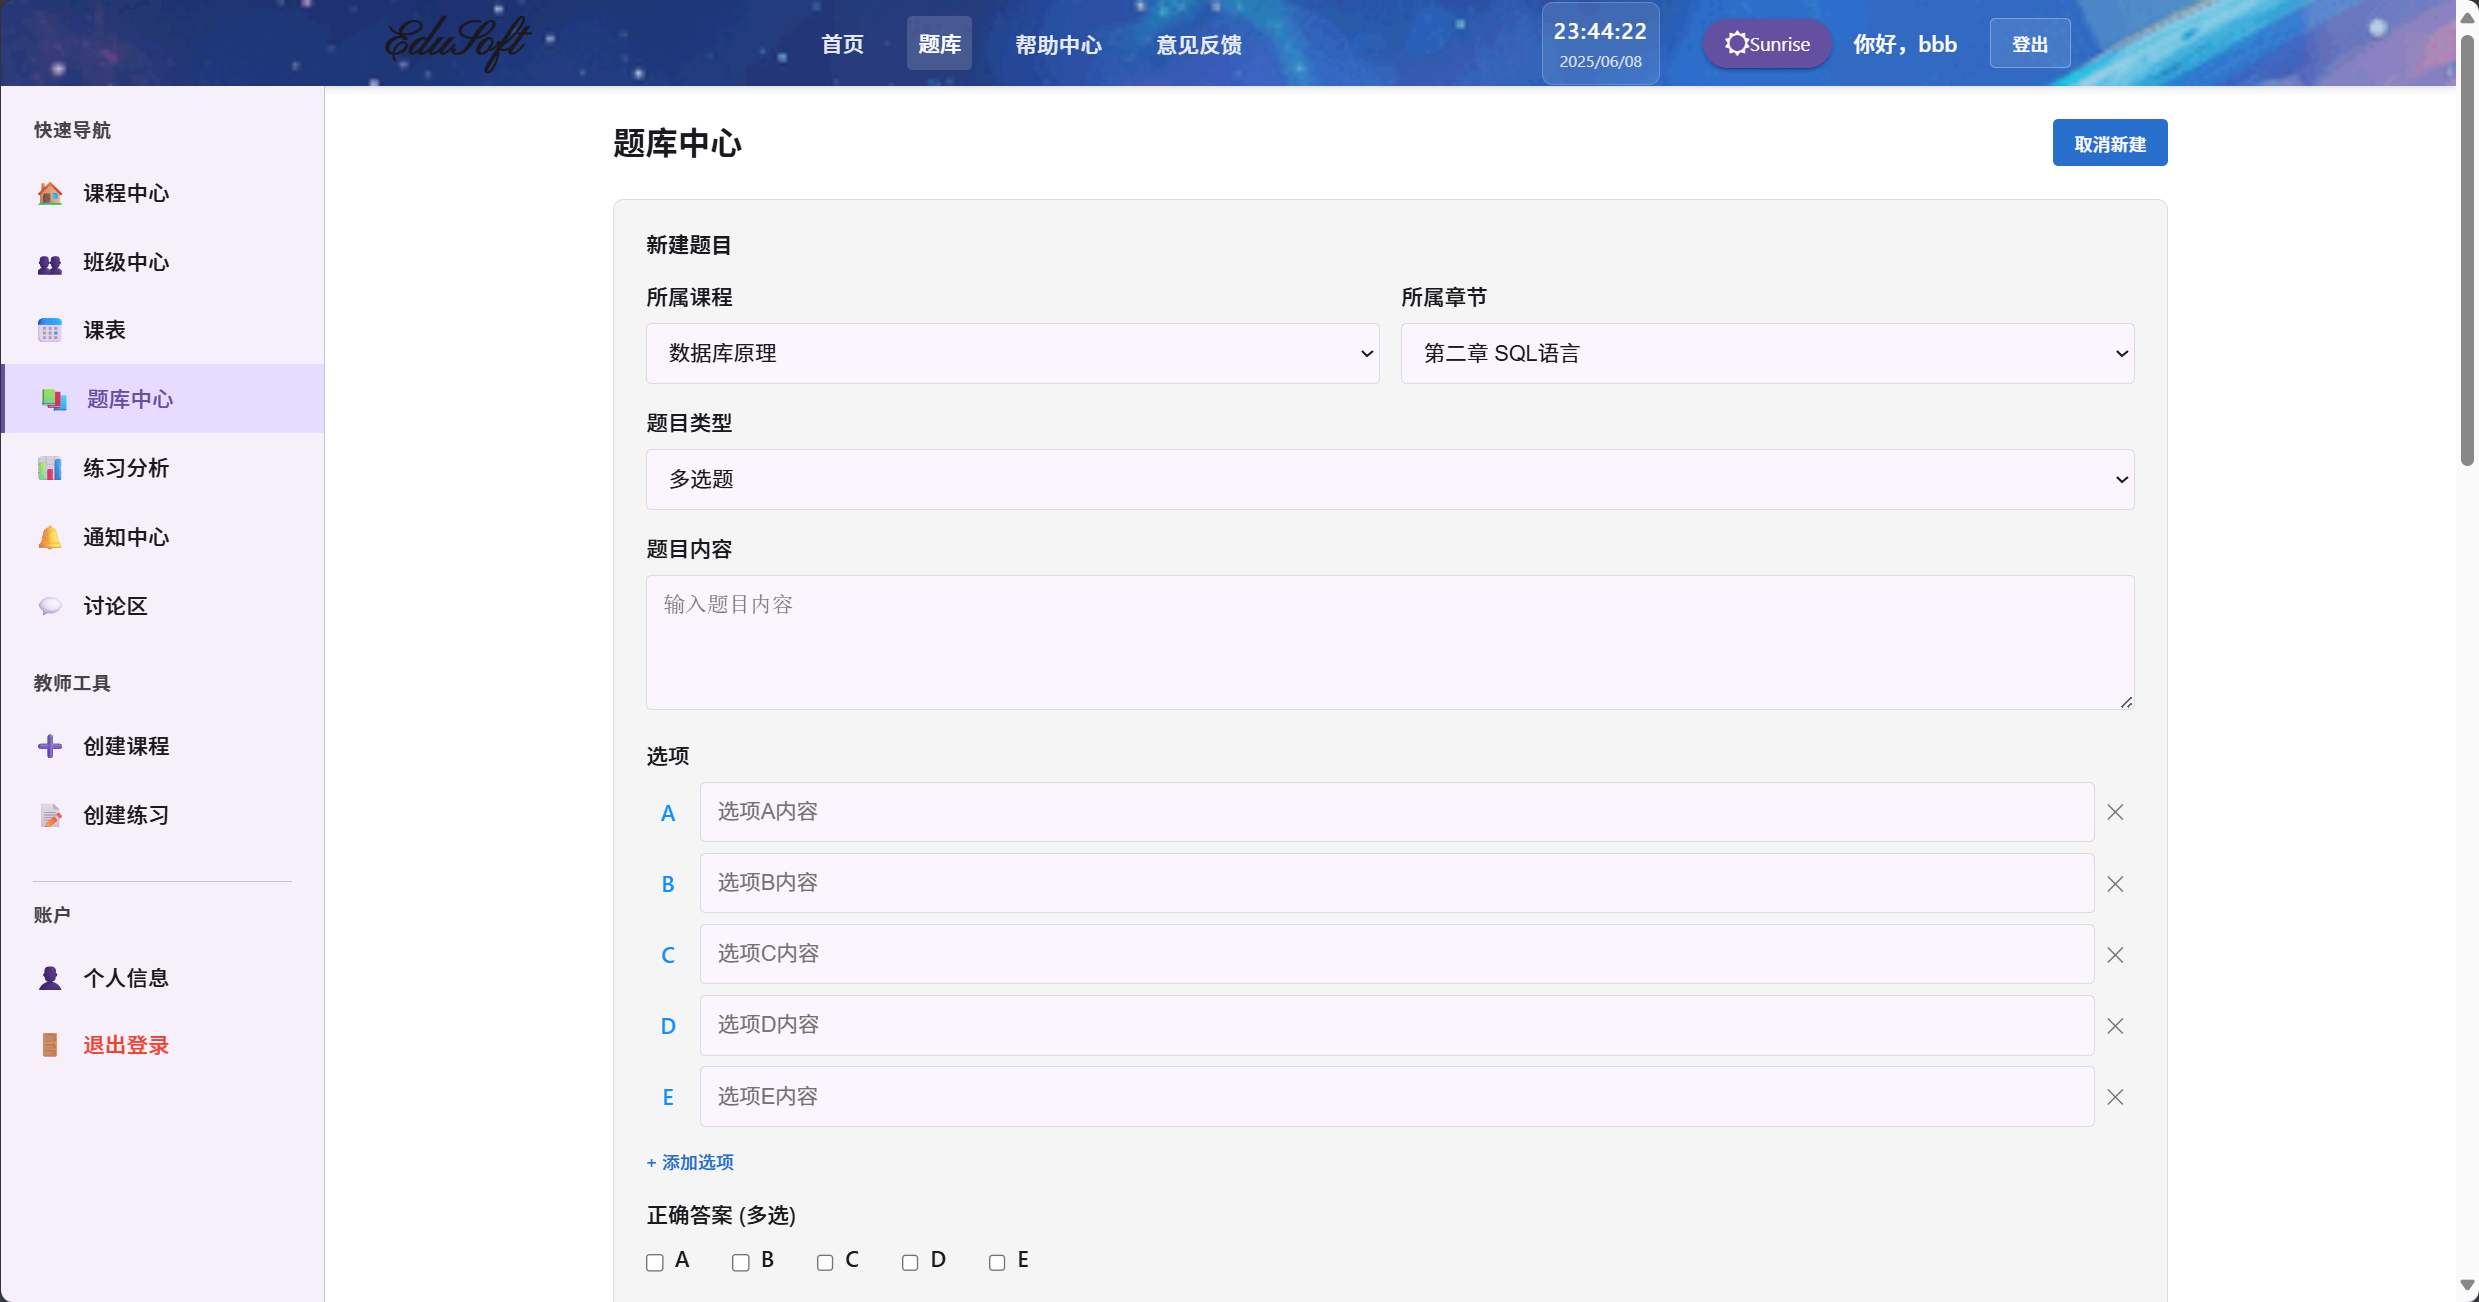 EduSoft
首页
题库
帮助中心
意见反馈
23:44:22
2025/06/08
Sunrise
你好，bbb
登出
快速导航
课程中心
班级中心
课表
题库中心
练习分析
通知中心
讨论区
教师工具
创建课程
创建练习
账户
个人信息
退出登录
题库中心
取消新建
新建题目
所属课程
所属章节
数据库原理
第二章 SQL语言
题目类型
多选题
题目内容
输入题目内容
选项
A 选项A内容
B 选项B内容
C 选项C内容
D 选项D内容
E 选项E内容
+ 添加选项
正确答案 (多选)
A B C D E